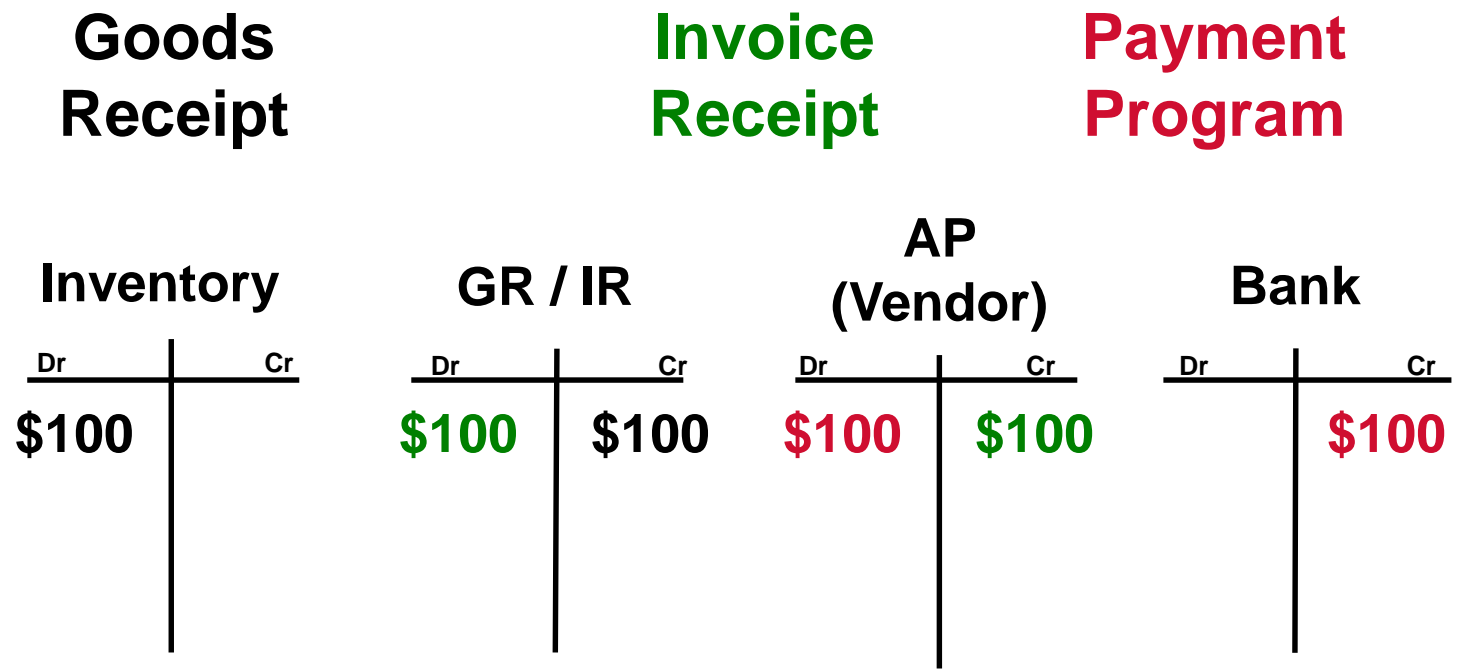 Goods
Receipt
Invoice
Receipt
Payment
Program
Inventory
Dr Cr
$100
GR / IR
Dr Cr
$100 $100
AP
(Vendor)
Dr Cr
$100 $100
Bank
Dr Cr
$100